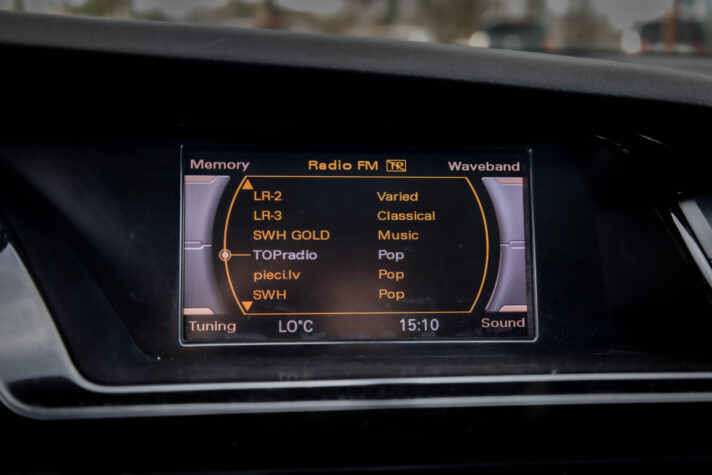 Memory Radio FM TP Waveband
LR-2 Varied
LR-3 Classical
SWH GOLD Music
TOPradio Pop
pieci.lv Pop
SWH Pop
Tuning LO°C 15:10 Sound